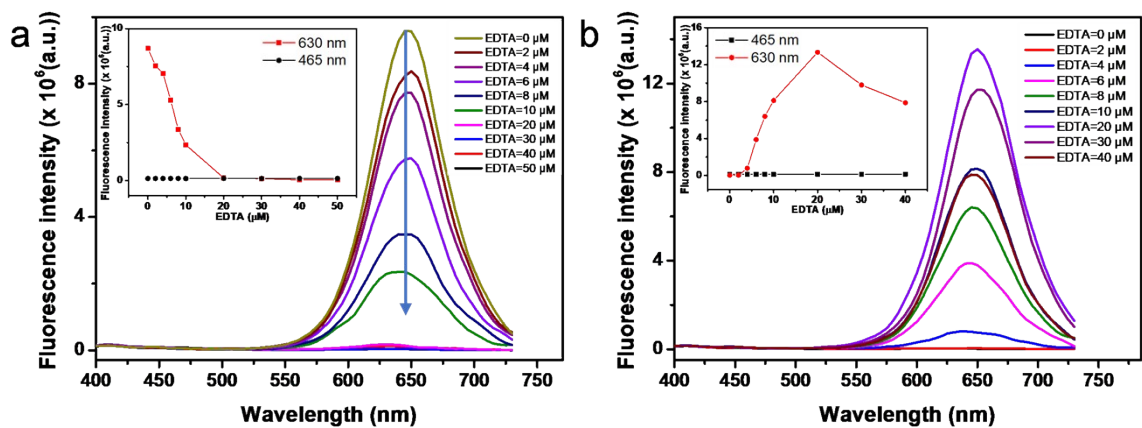 a
Fluorescence intensity (x 10⁶(a.u.))
9
6
3
0
400 450 500 550 600 650 700 750
Wavelength (nm)
EDTA=0 µM
EDTA=2 µM
EDTA=4 µM
EDTA=6 µM
EDTA=8 µM
EDTA=10 µM
EDTA=20 µM
EDTA=30 µM
EDTA=40 µM
EDTA=50 µM
Fluorescence intensity (x 10⁶(a.u.))
10
5
0
630 nm
465 nm
0 10 20 30 40 50
EDTA (µM)
b
Fluorescence intensity (x 10⁶(a.u.))
12
8
4
0
400 450 500 550 600 650 700 750
Wavelength (nm)
EDTA=0 µM
EDTA=2 µM
EDTA=4 µM
EDTA=6 µM
EDTA=8 µM
EDTA=10 µM
EDTA=20 µM
EDTA=30 µM
EDTA=40 µM
Fluorescence intensity (x 10⁶(a.u.))
16
12
8
4
0
465 nm
630 nm
0 10 20 30 40
EDTA (µM)